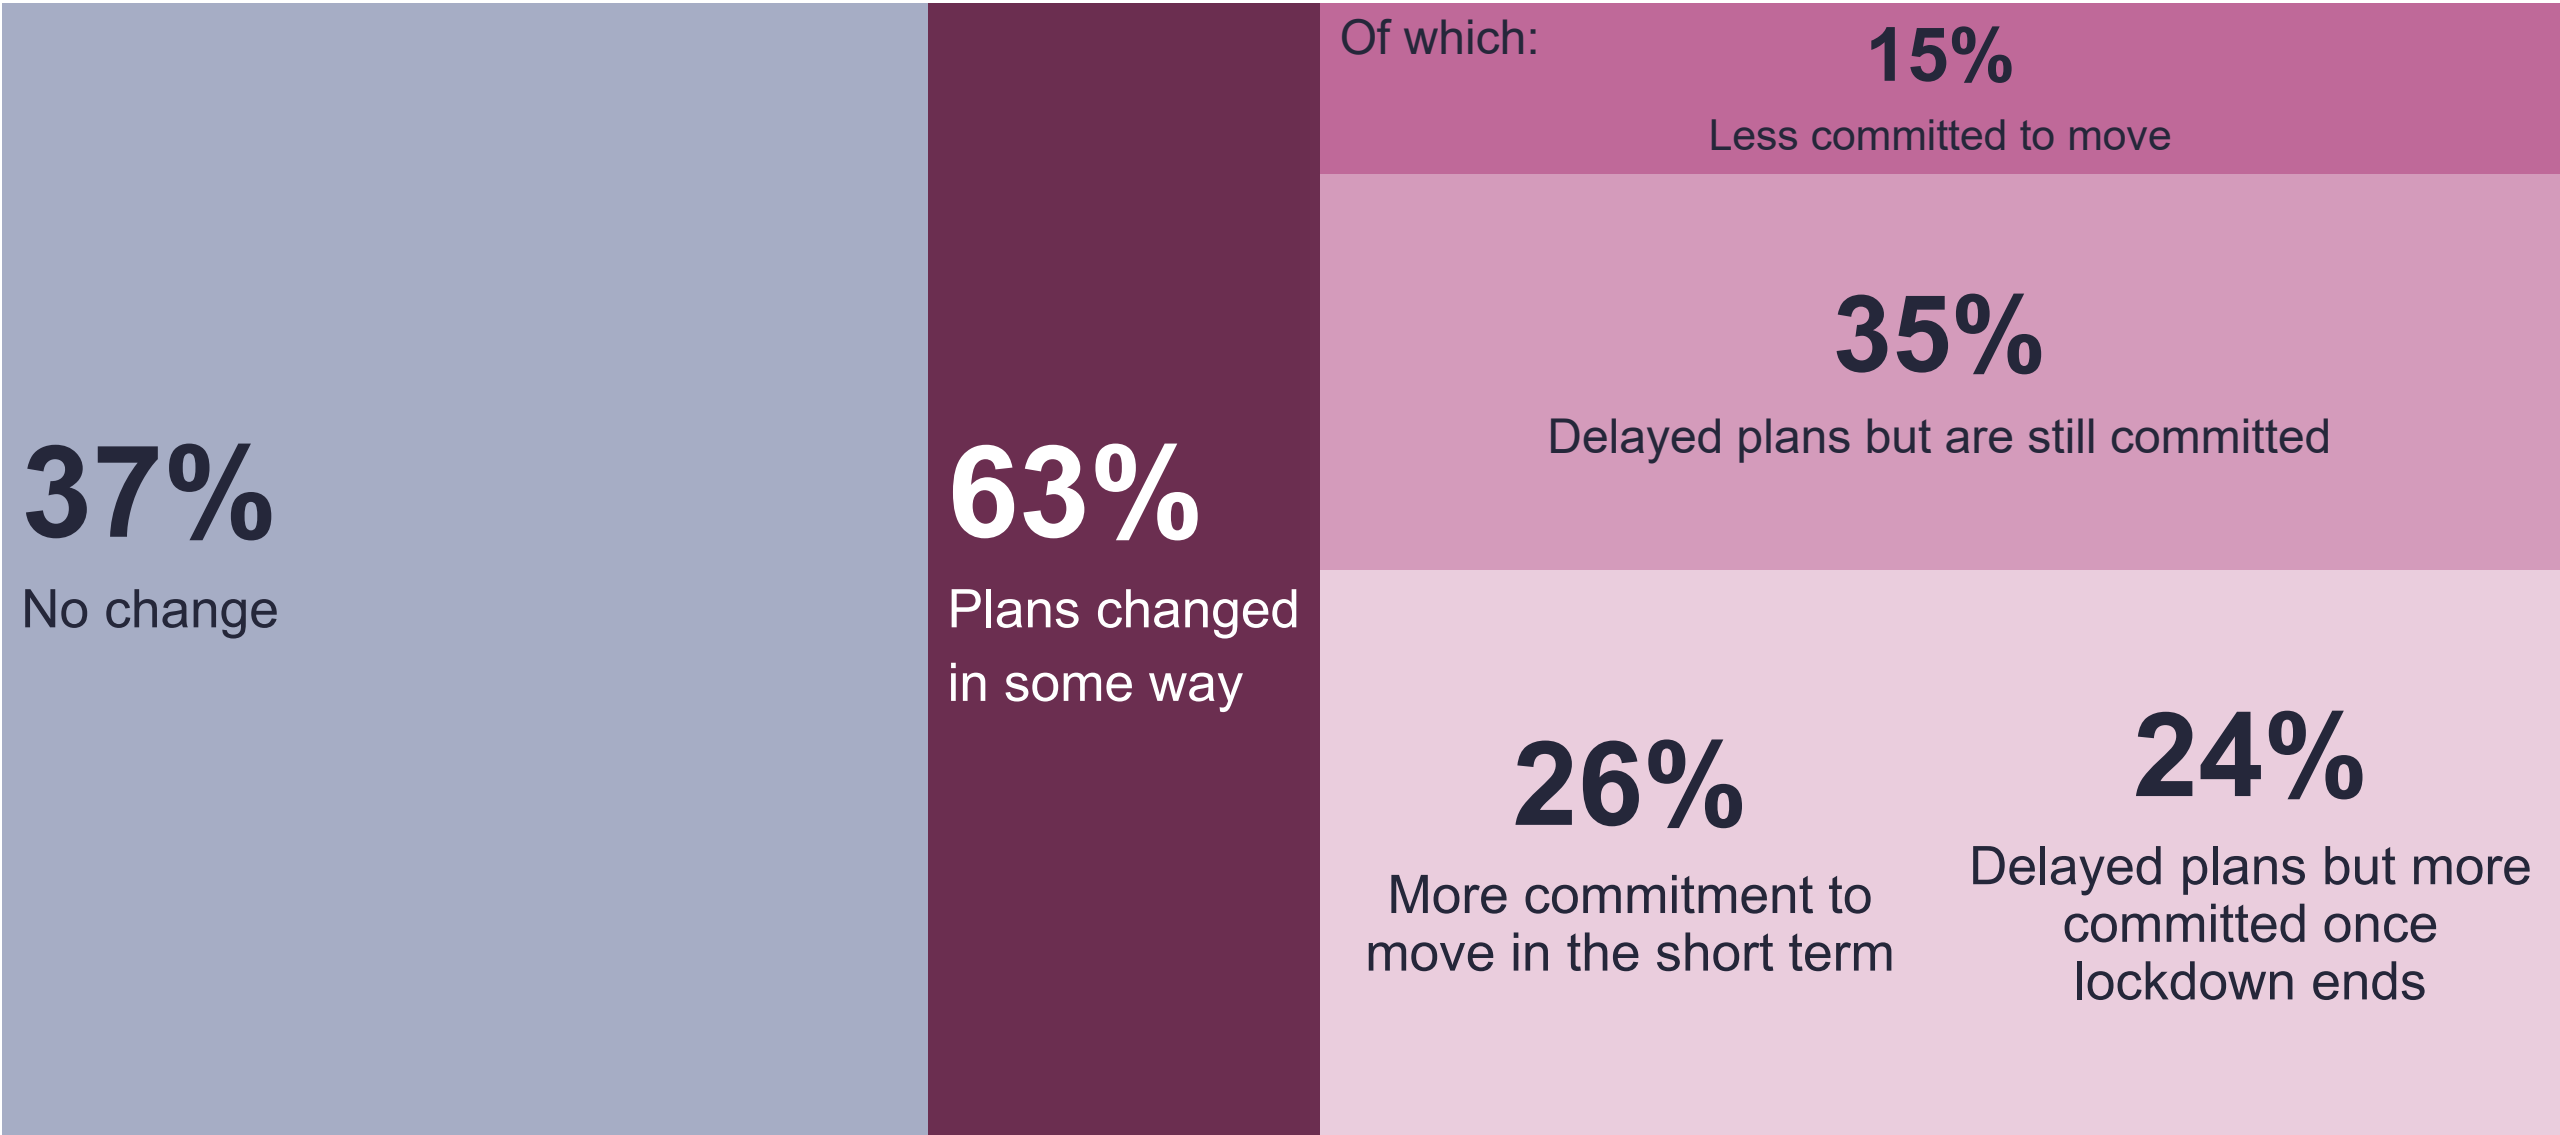 37%
No change
63%
Plans changed
in some way
Of which:
15%
Less committed to move
35%
Delayed plans but are still committed
26%
More commitment to
move in the short term
24%
Delayed plans but more
committed once
lockdown ends